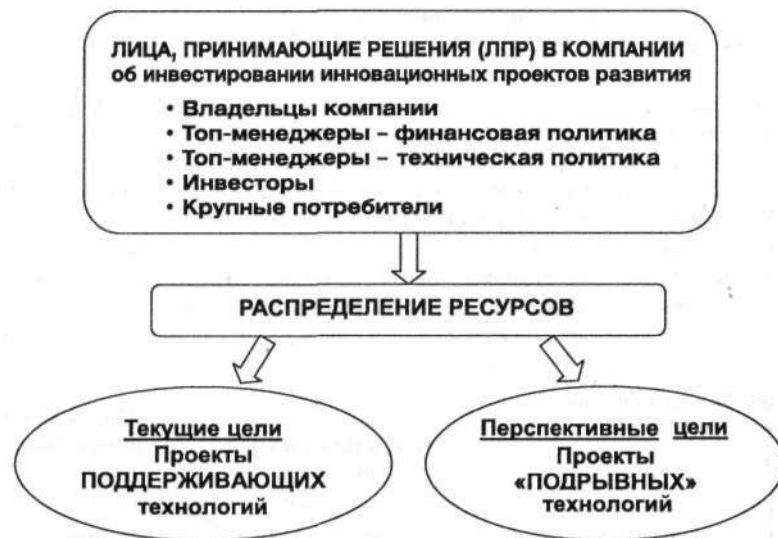 ЛИЦА, ПРИНИМАЮЩИЕ РЕШЕНИЯ (ЛПР) В КОМПАНИИ
об инвестировании инновационных проектов развития
• Владельцы компании
• Топ-менеджеры – финансовая политика
• Топ-менеджеры – техническая политика
• Инвесторы
• Крупные потребители
РАСПРЕДЕЛЕНИЕ РЕСУРСОВ
Текущие цели
Проекты
ПОДДЕРЖИВАЮЩИХ
технологий
Перспективные цели
Проекты
«ПОДРЫВНЫХ»
технологий